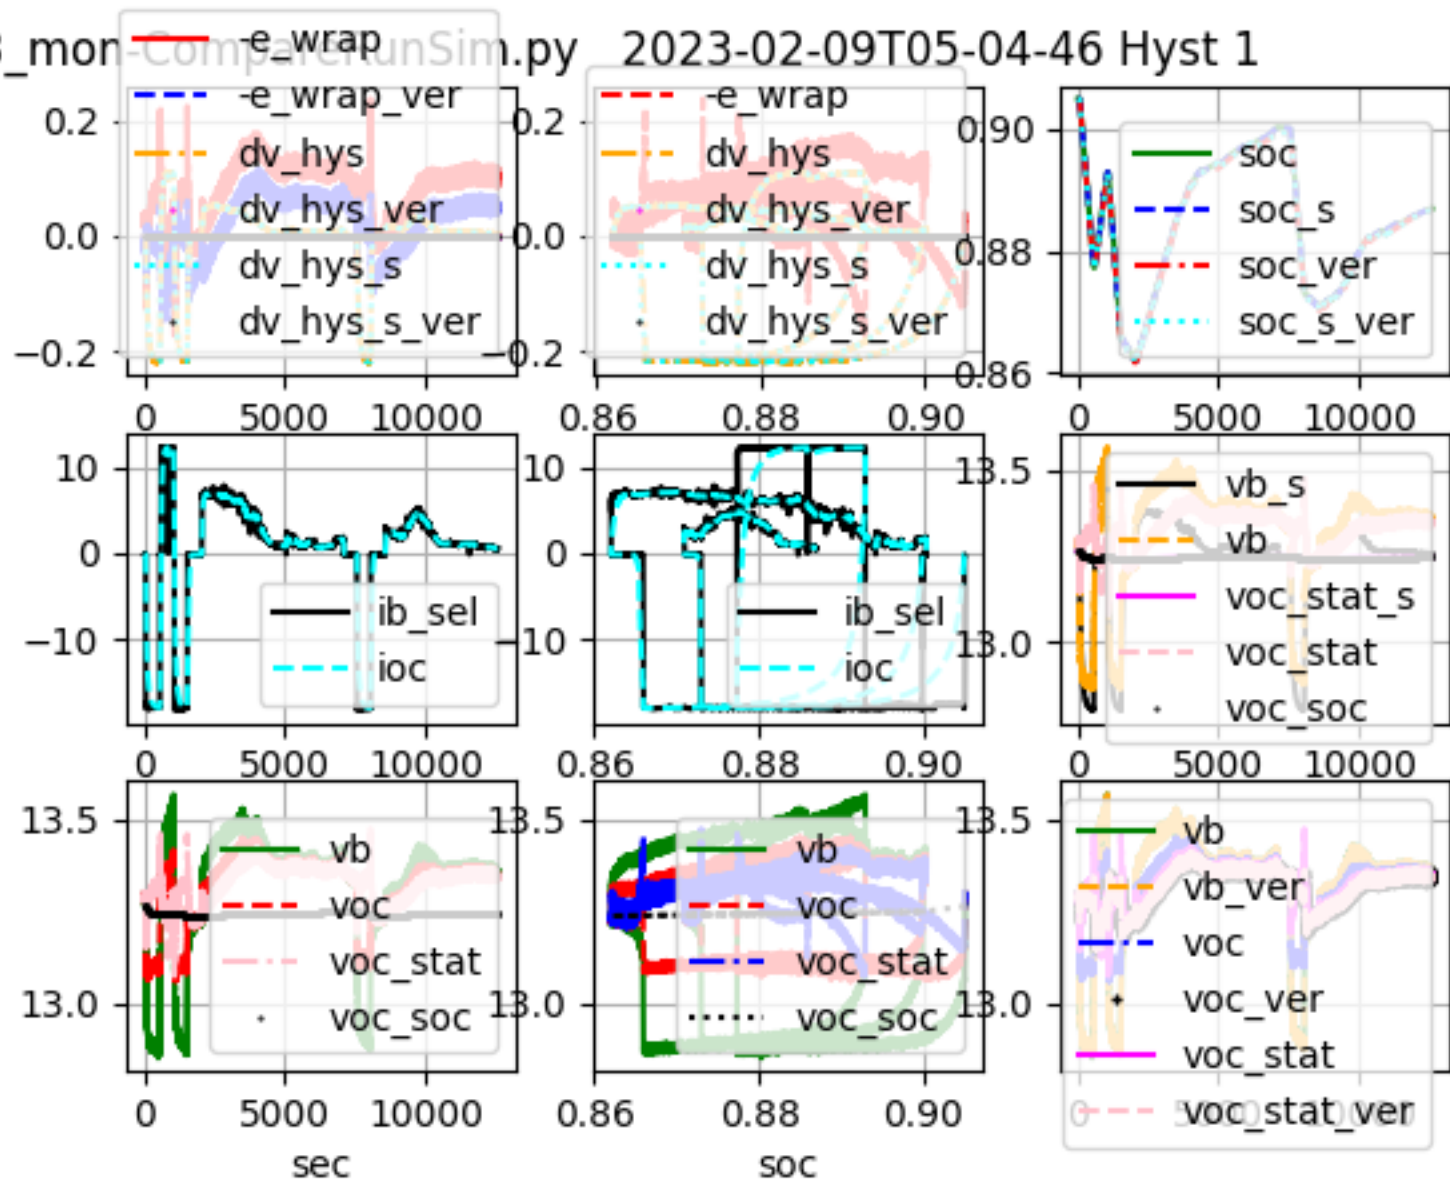 3_mon-CompareRunSim.py   2023-02-09T05-04-46 Hyst 1
-e_wrap
-e_wrap_ver
dv_hys
dv_hys_ver
dv_hys_s
dv_hys_s_ver
0.2
0.0
−0.2
0 5000 10000
-e_wrap
dv_hys
dv_hys_ver
dv_hys_s
dv_hys_s_ver
0.2
0.0
−0.2
0.86 0.88 0.90
soc
soc_s
soc_ver
soc_s_ver
0.90
0.88
0.86
0 5000 10000
10
0
−10
ib_sel
ioc
0 5000 10000
10
0
−10
ib_sel
ioc
0.86 0.88 0.90
13.5
13.0
vb_s
vb
voc_stat_s
voc_stat
voc_soc
0 5000 10000
13.5
13.0
vb
voc
voc_stat
voc_soc
0 5000 10000
sec
13.5
13.0
vb
voc
voc_stat
voc_soc
0.86 0.88 0.90
soc
13.5
13.0
vb
vb_ver
voc
voc_ver
voc_stat
voc_stat_ver
0 5000 10000